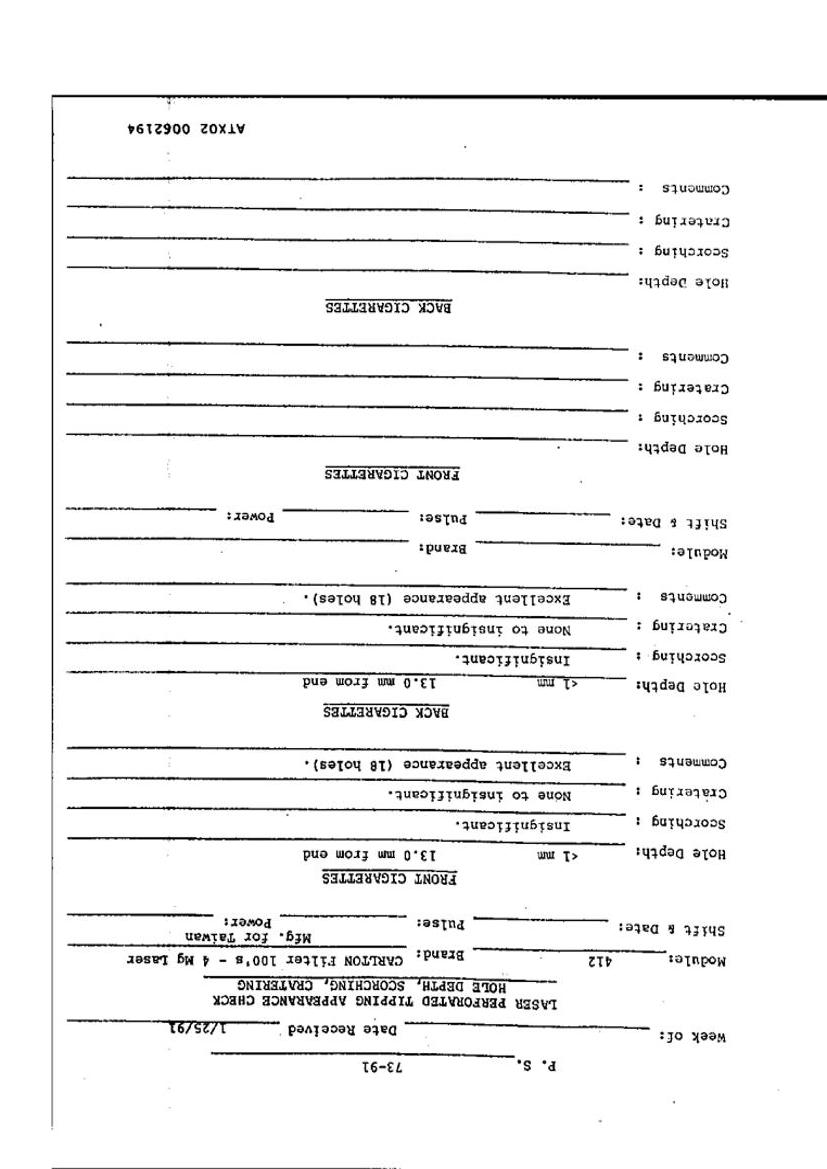 P. S. 73-91
Week of: Date Received 1/25/91
LASER PERFORATED TIPPING APPEARANCE CHECK
HOLE DEPTH, SCORCHING, CRATERING
Module: 412 Brand: CARLTON Filter 100's - 4 Mg Laser
Mfg. for Taiwan
Shift & Date: Pulse: Power:
FRONT CIGARETTES
Hole Depth: <1 mm 13.0 mm from end
Scorching : Insignificant.
Cratering : None to insignificant.
Comments : Excellent appearance (18 holes).
BACK CIGARETTES
Hole Depth: <1 mm 13.0 mm from end
Scorching : Insignificant.
Cratering : None to insignificant.
Comments : Excellent appearance (18 holes).
Module: Brand:
Shift & Date: Pulse: Power:
FRONT CIGARETTES
Hole Depth:
Scorching :
Cratering :
Comments :
BACK CIGARETTES
Hole Depth:
Scorching :
Cratering :
Comments :
ATX02 0062194